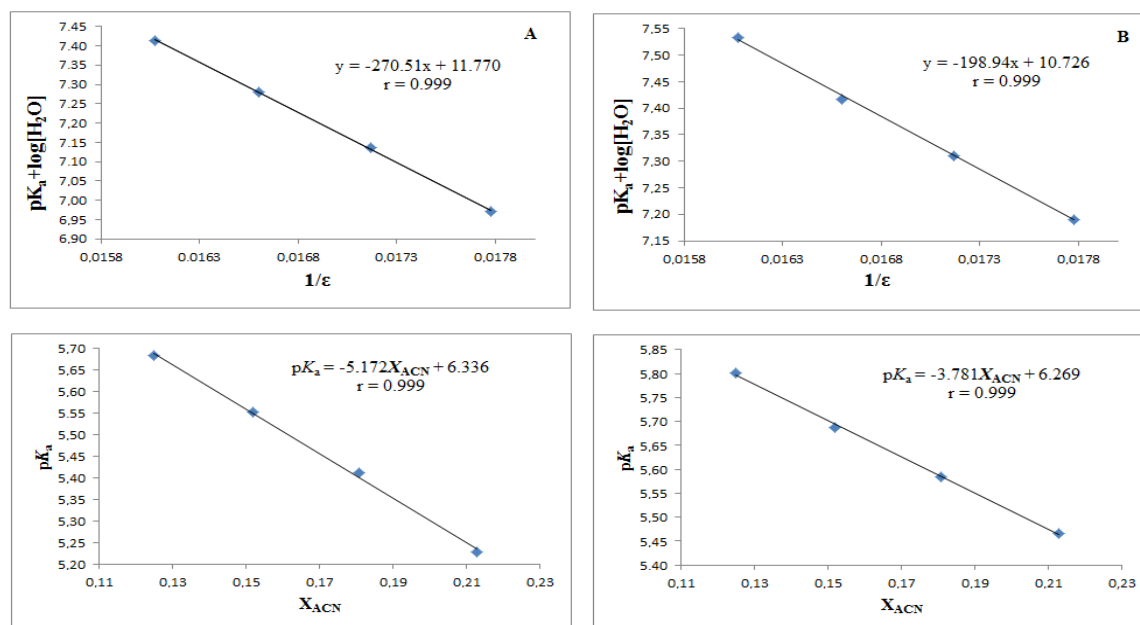 A
7,45
7,40
7,35
7,30
7,25
7,20
7,15
7,10
7,05
7,00
6,95
6,90
pKa+log[H₂O]
y = -270.51x + 11.770
r = 0.999
0,0158 0,0163 0,0168 0,0173 0,0178
1/ε
B
7,55
7,50
7,45
7,40
7,35
7,30
7,25
7,20
7,15
pKa+log[H₂O]
y = -198.94x + 10.726
r = 0.999
0,0158 0,0163 0,0168 0,0173 0,0178
1/ε
5,70
5,65
5,60
5,55
5,50
5,45
5,40
5,35
5,30
5,25
5,20
pKa
pKa = -5.172XACN + 6.336
r = 0.999
0,11 0,13 0,15 0,17 0,19 0,21 0,23
XACN
5,85
5,80
5,75
5,70
5,65
5,60
5,55
5,50
5,45
5,40
pKa
pKa = -3.781XACN + 6.269
r = 0.999
0,11 0,13 0,15 0,17 0,19 0,21 0,23
XACN